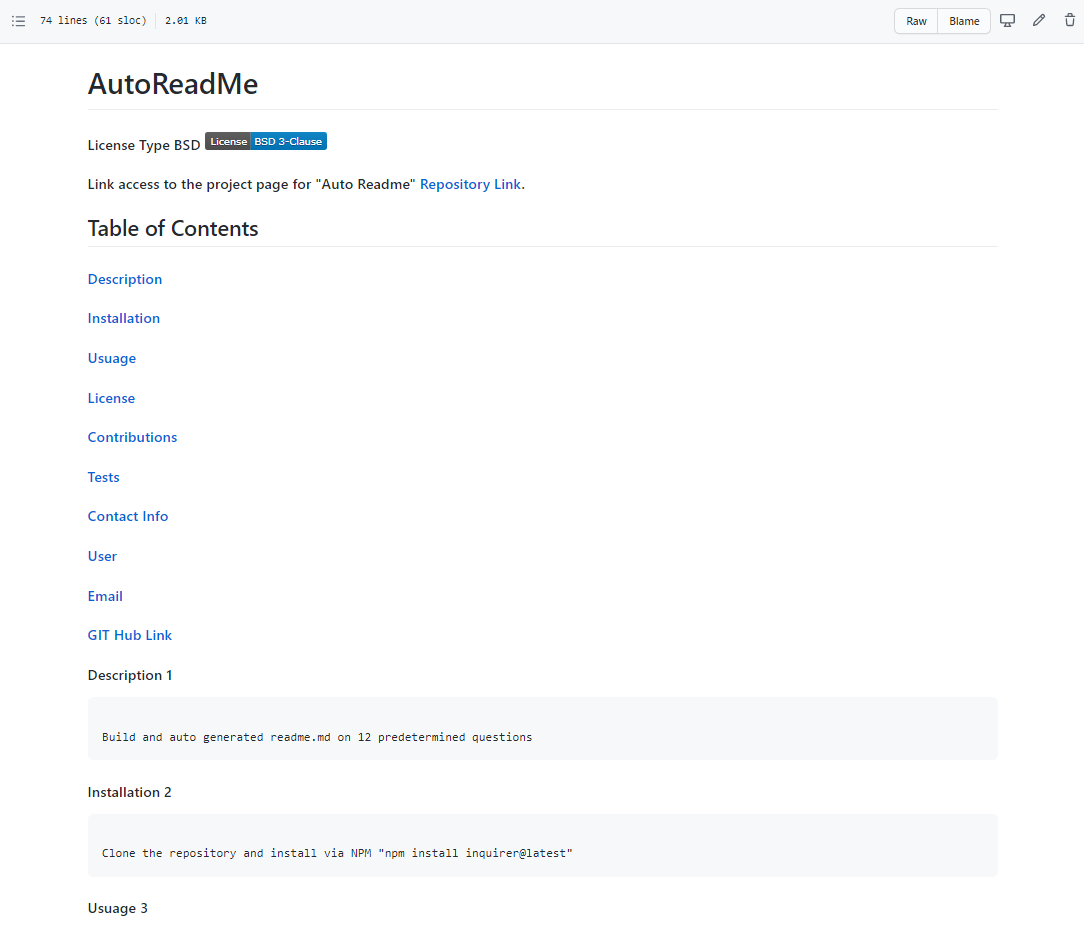 74 lines (61 sloc) 2.01 KB Raw Blame
AutoReadMe
License Type BSD License BSD 3-Clause
Link access to the project page for "Auto Readme" Repository Link.
Table of Contents
Description
Installation
Usuage
License
Contributions
Tests
Contact Info
User
Email
GIT Hub Link
Description 1
Build and auto generated readme.md on 12 predetermined questions
Installation 2
Clone the repository and install via NPM "npm install inquirer@latest"
Usuage 3